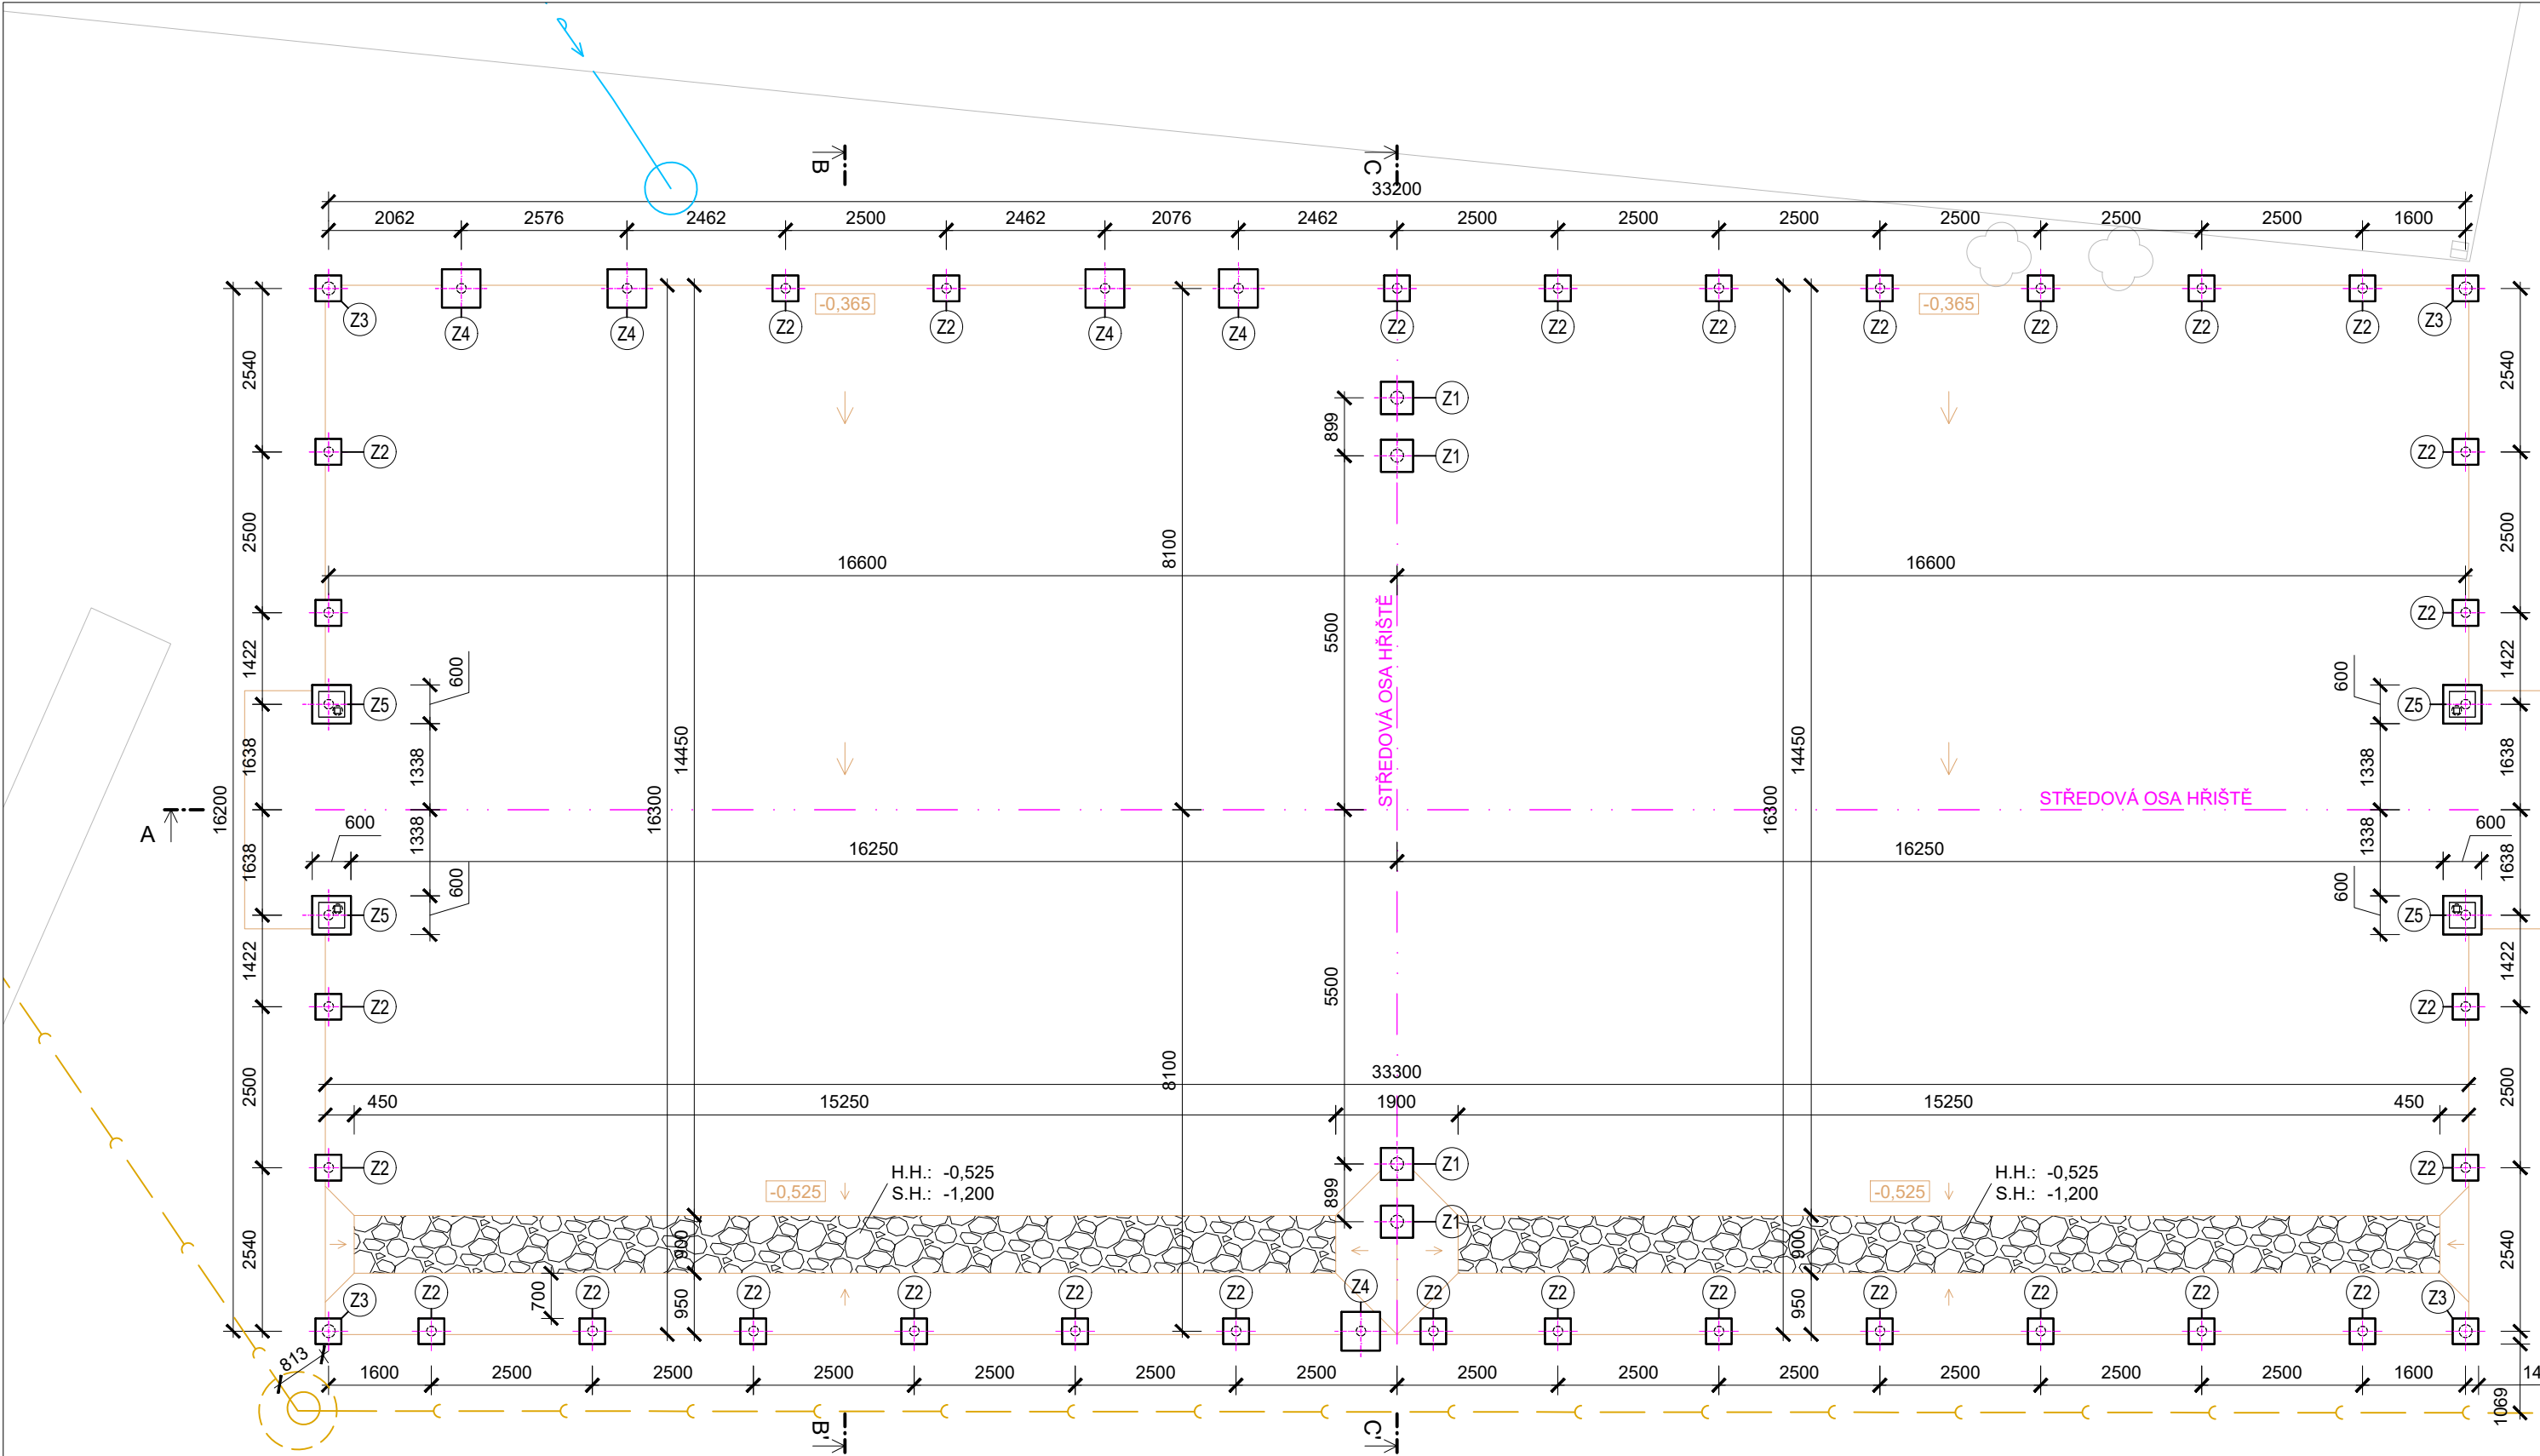 B
C
33200
2062 2576 2462 2500 2462 2076 2462 2500 2500 2500 2500 2500 2500 1600
-0,365 -0,365
Z3 Z4 Z4 Z2 Z2 Z4 Z4 Z2 Z2 Z2 Z2 Z2 Z2 Z2 Z3
2540 2540
899 Z1
Z1
Z2 Z2
2500 8100 2500
16600 16600
5500 STŘEDOVÁ OSA HŘIŠTĚ
Z2
1422 600 600 1422
Z5 Z5
1638 1338 14450 14450 1338 1638
16200 16300 16300
STŘEDOVÁ OSA HŘIŠTĚ
A
600 600
1638 1338 16250 16250 1338 1638
600 600
Z5 Z5
1422 5500 1422
Z2 Z2
2500 8100 33300 2500
450 15250 1900 15250 450
Z2 Z1 Z2
H.H.: -0,525 H.H.: -0,525
S.H.: -1,200 S.H.: -1,200
-0,525 -0,525
899 Z1
2540 900 900 2540
700 950 950
Z3 Z2 Z2 Z2 Z2 Z2 Z2 Z4 Z2 Z2 Z2 Z2 Z2 Z2 Z2 Z3
813
1600 2500 2500 2500 2500 2500 2500 2500 2500 2500 2500 2500 2500 1600 14
1069
B'
C'